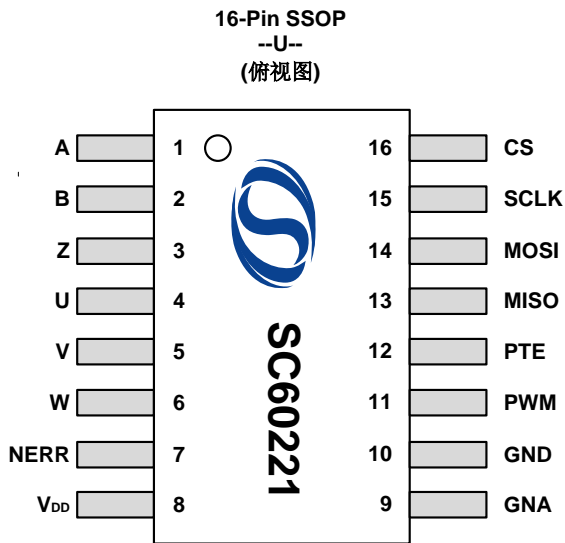 16-Pin SSOP
--U--
(俯视图)
A 1 16 CS
B 2 15 SCLK
Z 3 14 MOSI
U 4 13 MISO
V 5 12 PTE
W 6 11 PWM
NERR 7 10 GND
VDD 8 9 GNA
SC60221